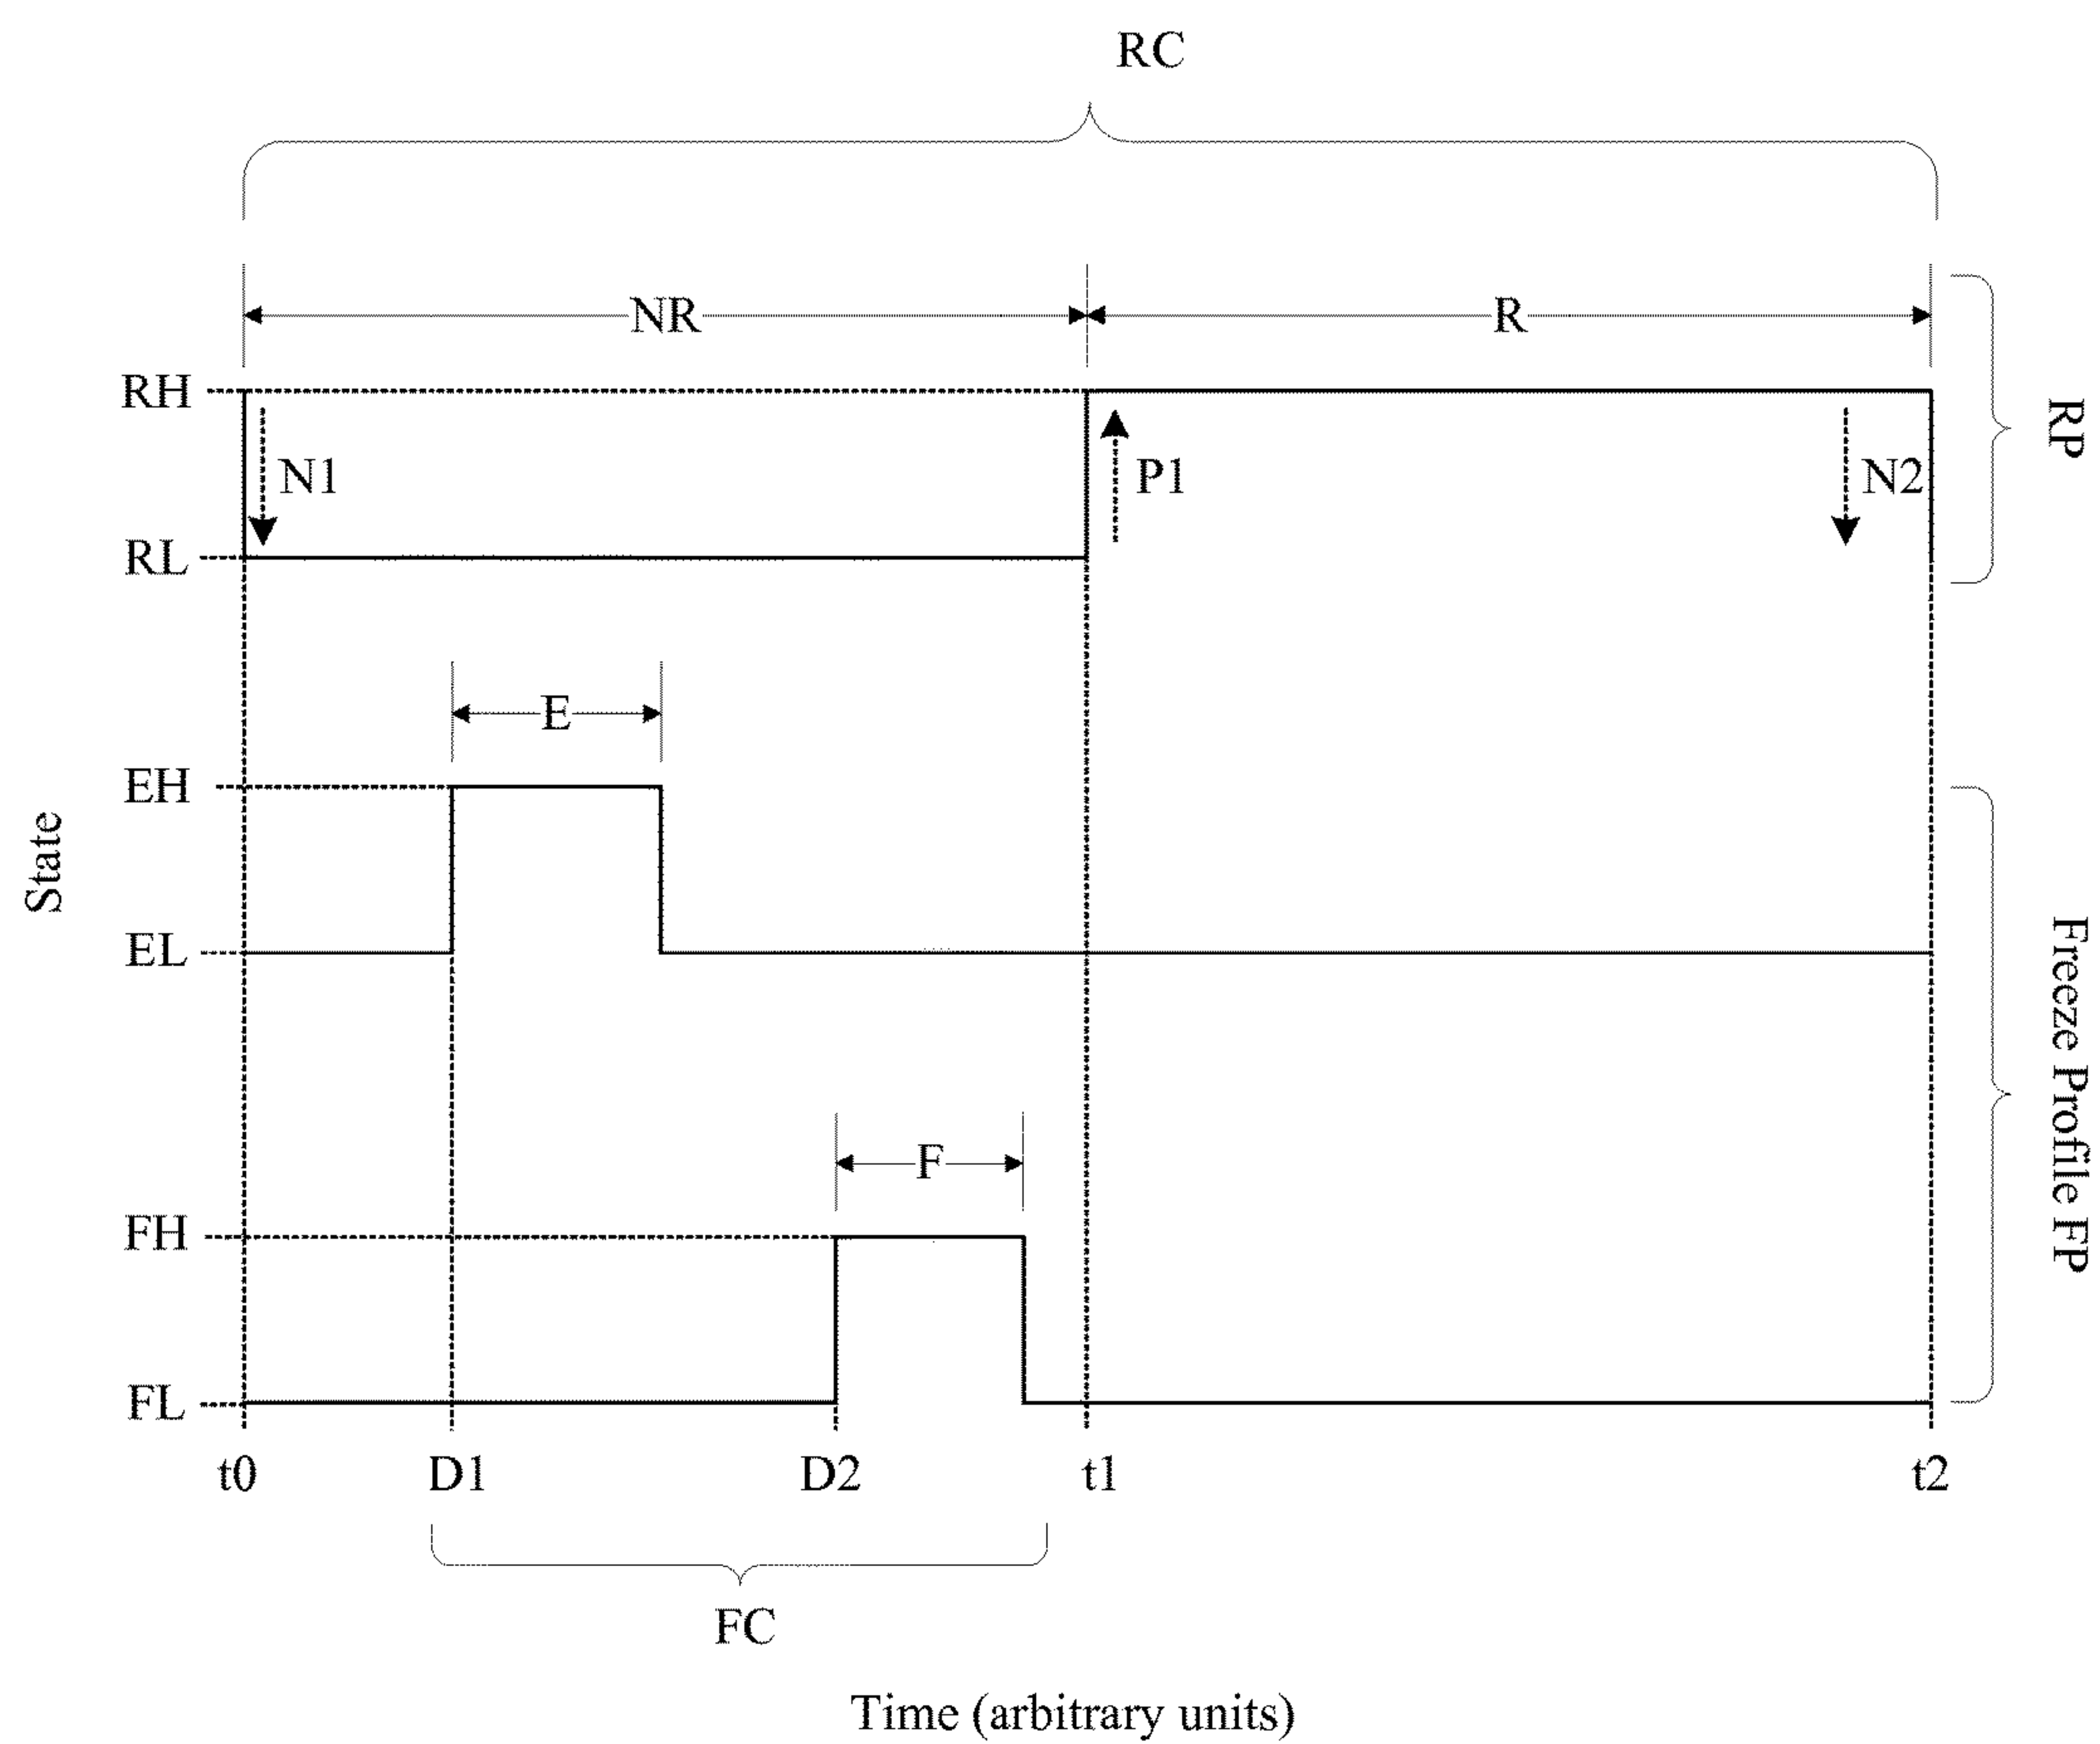 RC
NR
R
RH
N1
P1
N2
RL
RP
E
EH
State
EL
Freeze Profile FP
F
FH
FL
t0
D1
D2
t1
t2
FC
Time (arbitrary units)